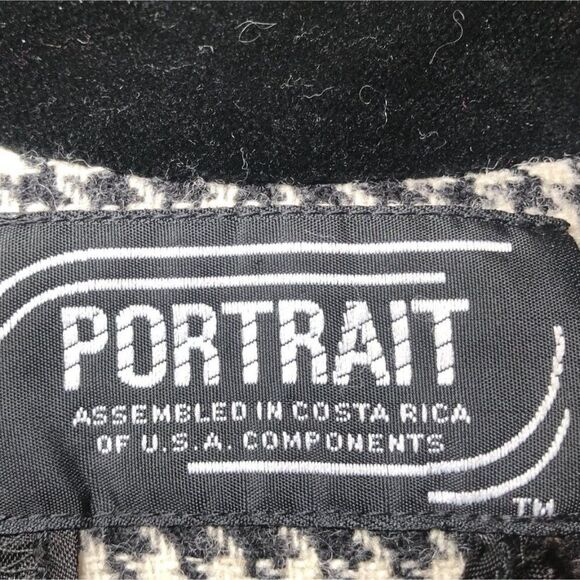 PORTRAIT
ASSEMBLED IN COSTA RICA
OF U.S.A. COMPONENTS
TM